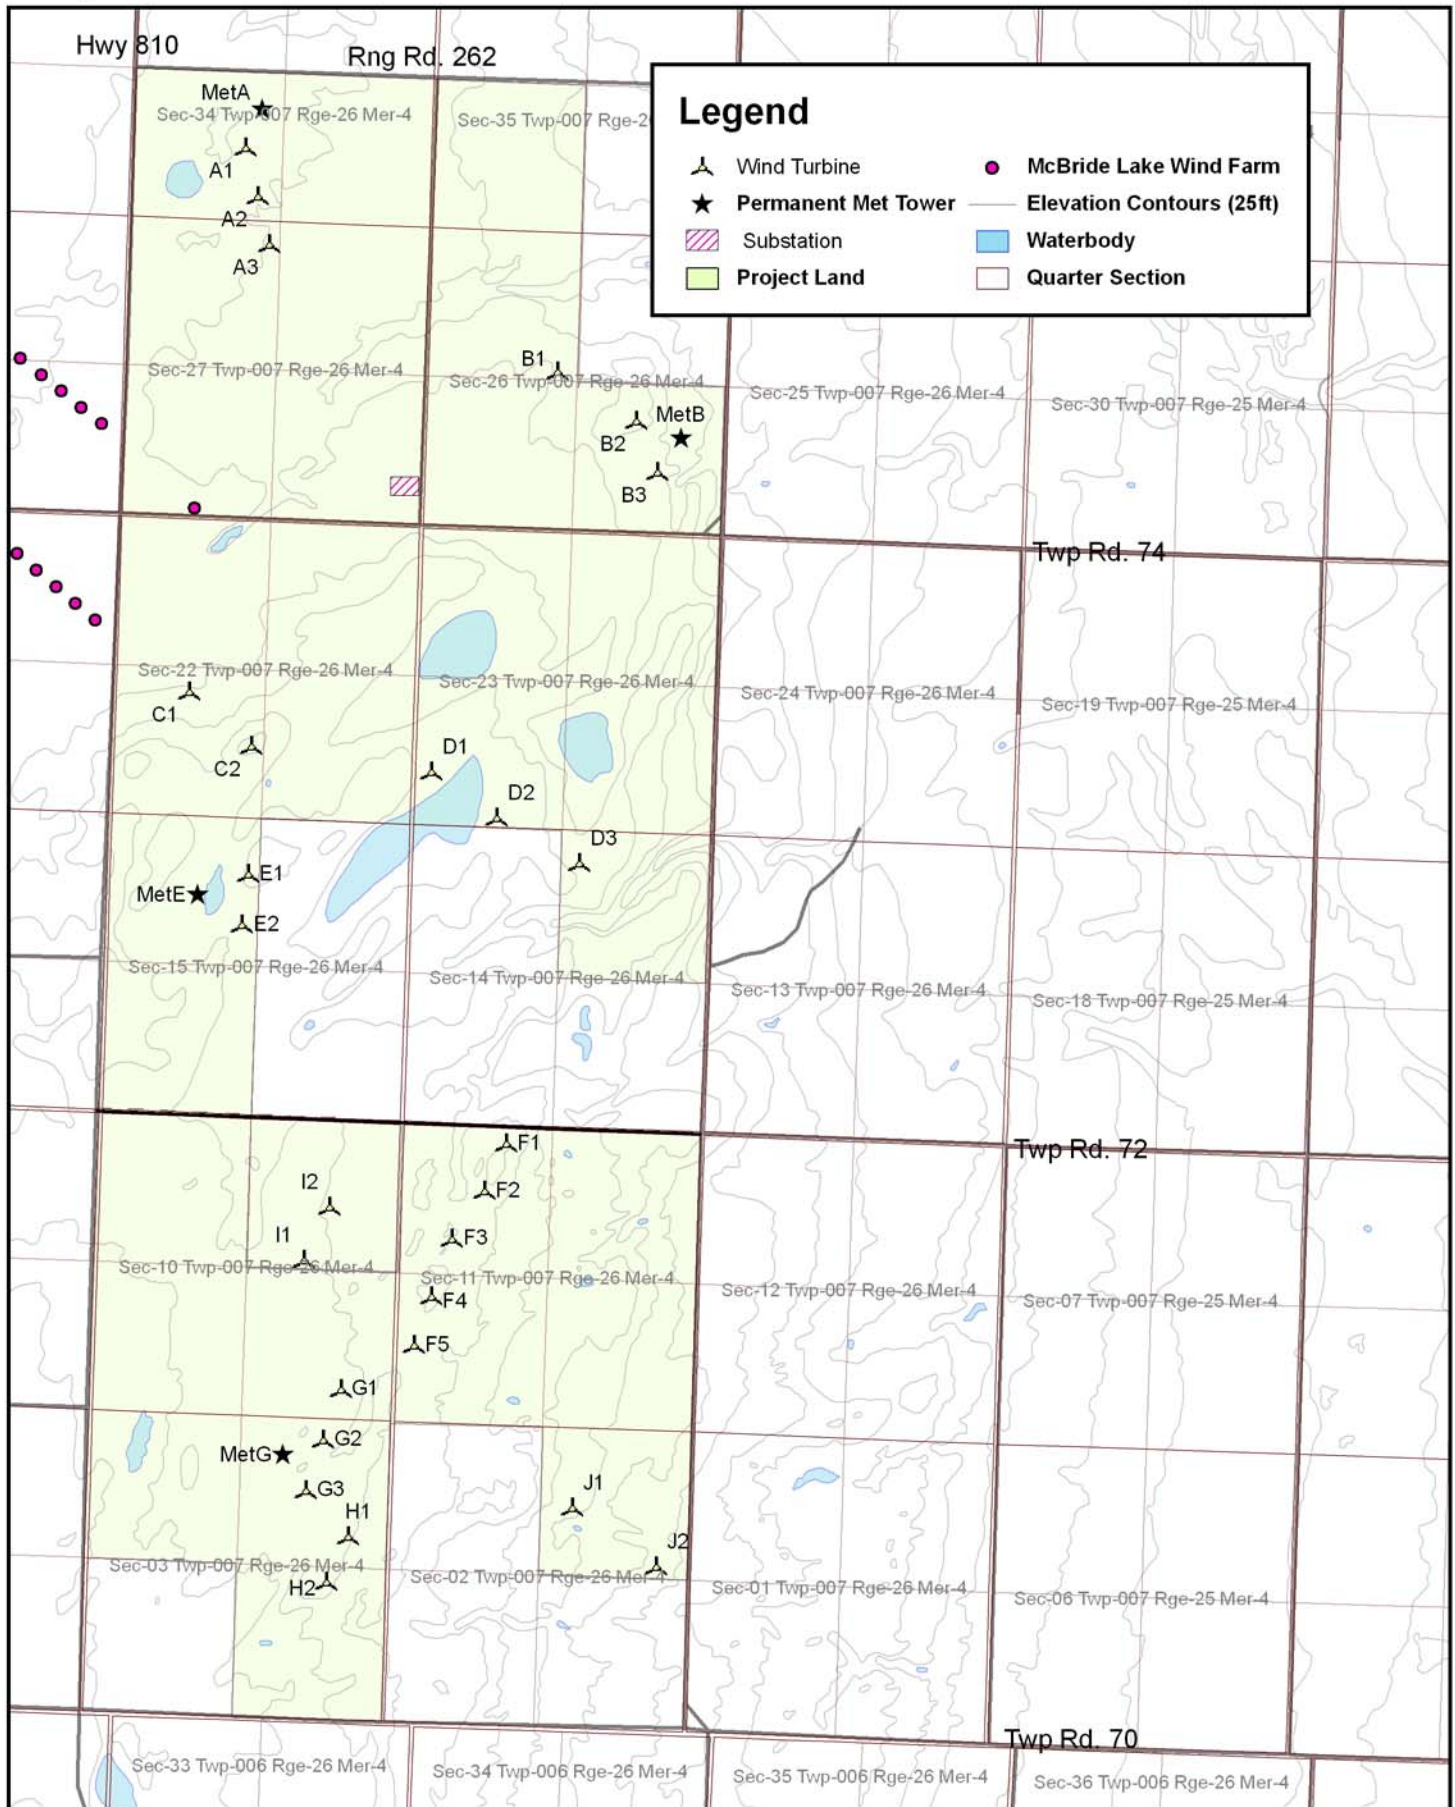 Hwy 810
Rng Rd. 262
MetA
Sec-34 Twp-007 Rge-26 Mer-4
Sec-35 Twp-007 Rge-2
A1
A2
A3
Legend
Wind Turbine
McBride Lake Wind Farm
Permanent Met Tower
Elevation Contours (25ft)
Substation
Waterbody
Project Land
Quarter Section
B1
Sec-27 Twp-007 Rge-26 Mer-4
Sec-26 Twp-007 Rge-26 Mer-4
Sec-25 Twp-007 Rge-26 Mer-4
Sec-30 Twp-007 Rge-25 Mer-4
MetB
B2
B3
Twp Rd. 74
Sec-22 Twp-007 Rge-26 Mer-4
Sec-23 Twp-007 Rge-26 Mer-4
Sec-24 Twp-007 Rge-26 Mer-4
Sec-19 Twp-007 Rge-25 Mer-4
C1
C2
D1
D2
D3
E1
MetE
E2
Sec-15 Twp-007 Rge-26 Mer-4
Sec-14 Twp-007 Rge-26 Mer-4
Sec-13 Twp-007 Rge-26 Mer-4
Sec-18 Twp-007 Rge-25 Mer-4
F1
Twp Rd. 72
I2
F2
I1
F3
Sec-10 Twp-007 Rge-26 Mer-4
Sec-11 Twp-007 Rge-26 Mer-4
Sec-12 Twp-007 Rge-26 Mer-4
Sec-07 Twp-007 Rge-25 Mer-4
F4
F5
G1
G2
MetG
G3
J1
H1
J2
Sec-03 Twp-007 Rge-26 Mer-4
Sec-02 Twp-007 Rge-26 Mer-4
Sec-01 Twp-007 Rge-26 Mer-4
Sec-06 Twp-007 Rge-25 Mer-4
H2
Twp Rd. 70
Sec-33 Twp-006 Rge-26 Mer-4
Sec-34 Twp-006 Rge-26 Mer-4
Sec-35 Twp-006 Rge-26 Mer-4
Sec-36 Twp-006 Rge-26 Mer-4